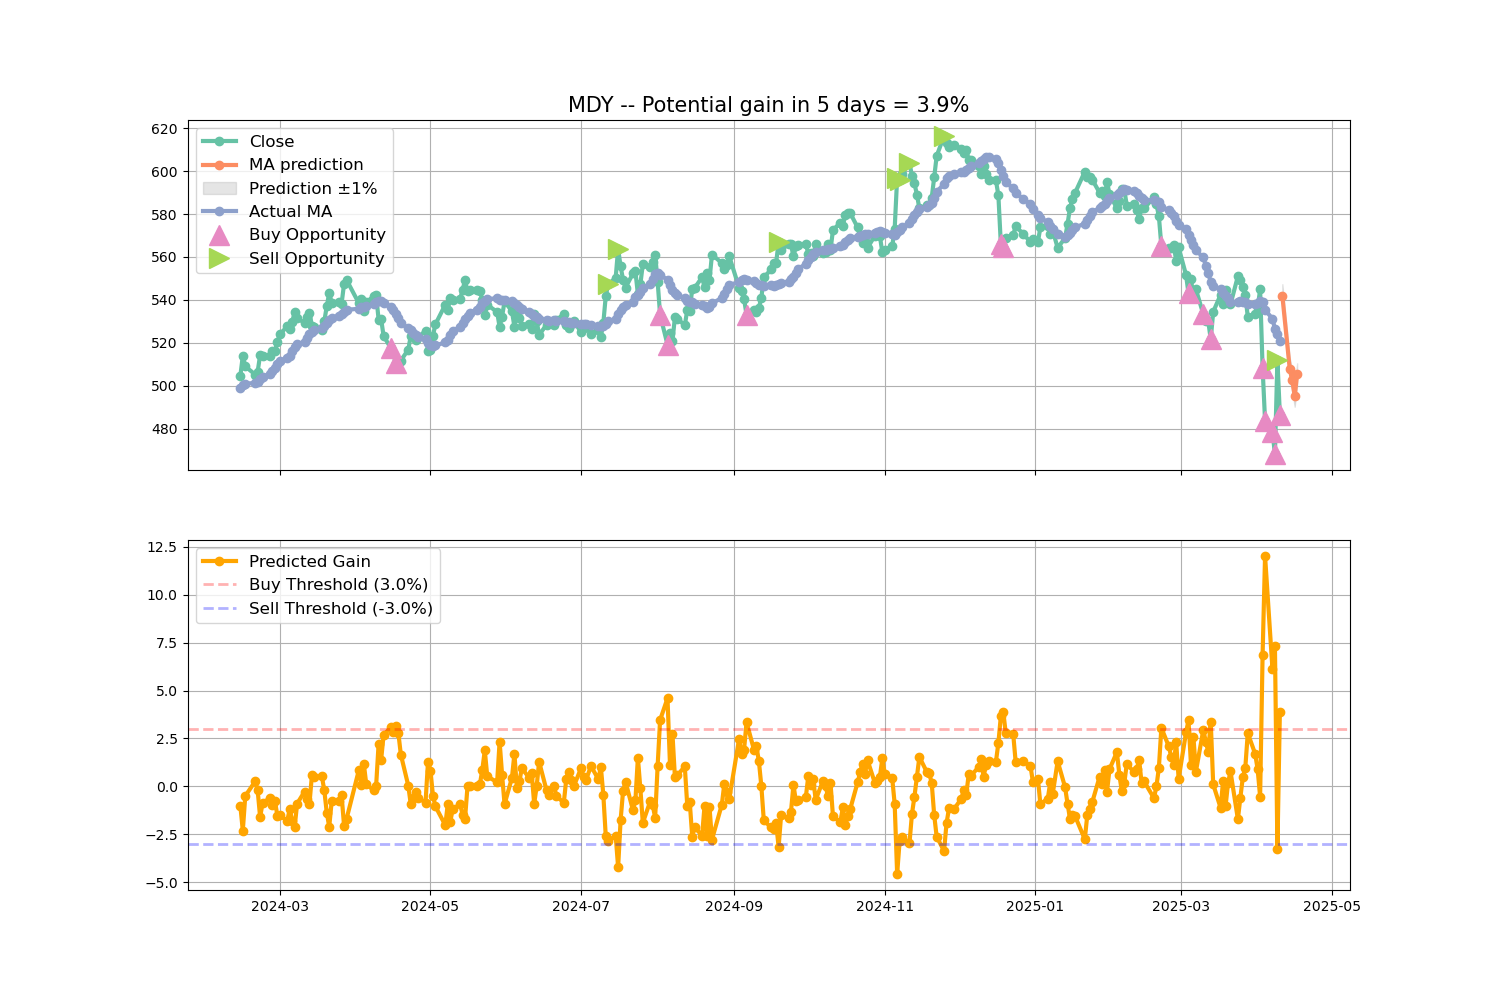 MDY -- Potential gain in 5 days = 3.9%
620
600
580
560
540
520
500
480
Close
MA prediction
Prediction ±1%
Actual MA
Buy Opportunity
Sell Opportunity
12.5
10.0
7.5
5.0
2.5
0.0
−2.5
−5.0
Predicted Gain
Buy Threshold (3.0%)
Sell Threshold (-3.0%)
2024-03
2024-05
2024-07
2024-09
2024-11
2025-01
2025-03
2025-05